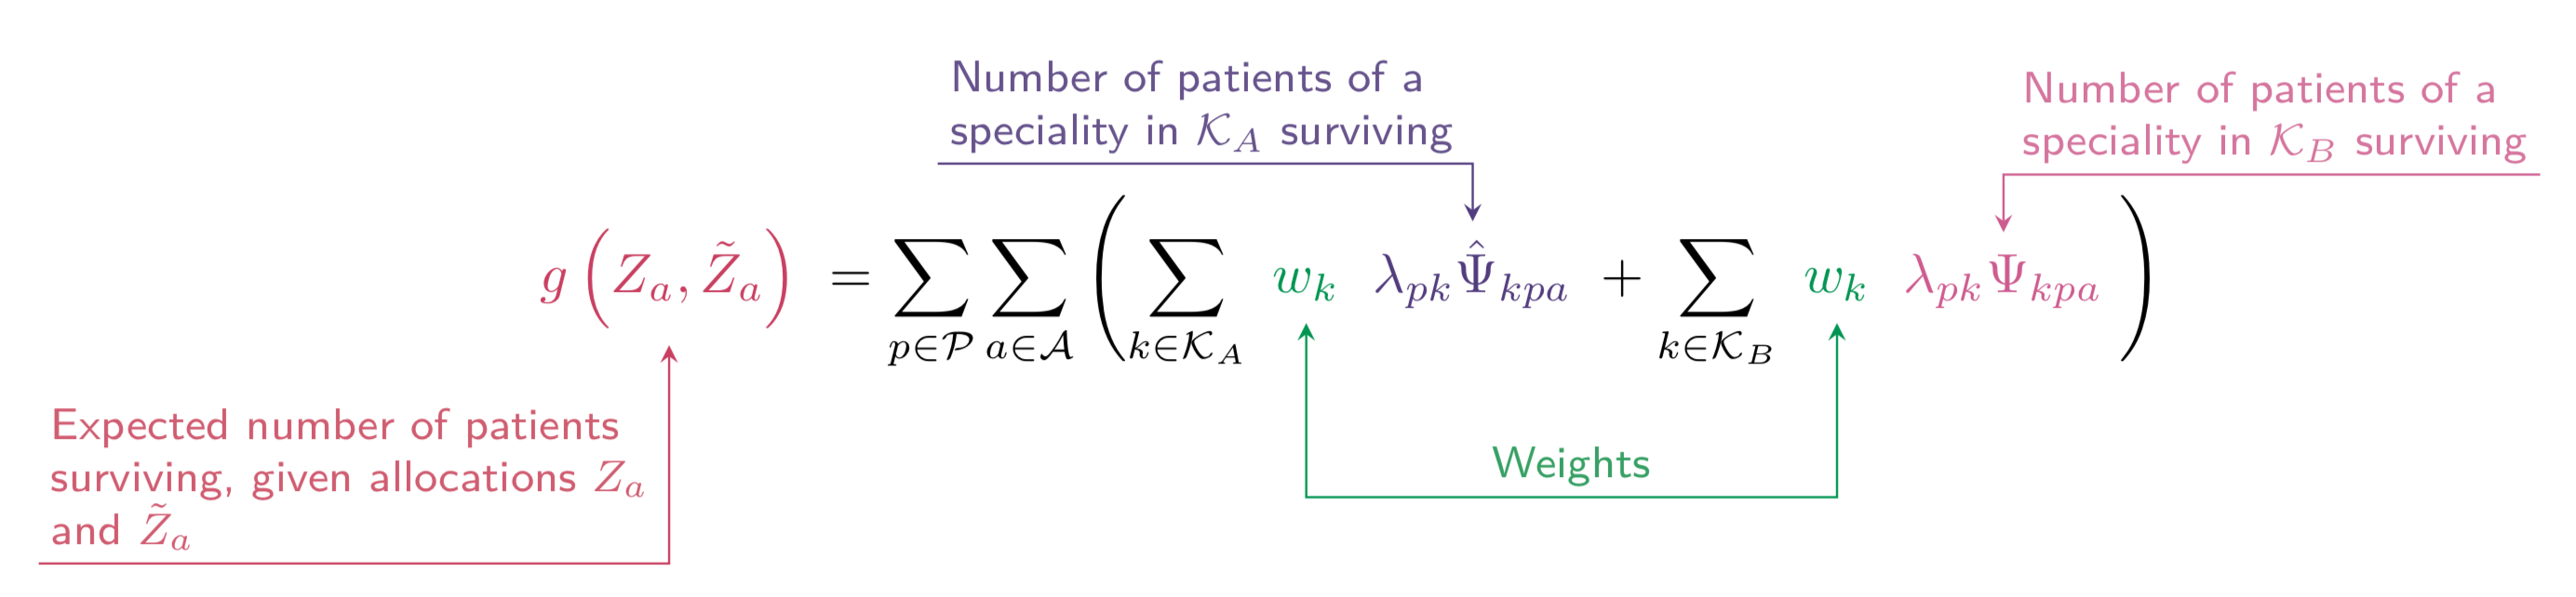 Number of patients of a
speciality in $\mathcal{K}_A$ surviving
Number of patients of a
speciality in $\mathcal{K}_B$ surviving
$g\left(Z_a, \tilde{Z}_a\right) = \sum_{p \in \mathcal{P}} \sum_{a \in \mathcal{A}} \left( \sum_{k \in \mathcal{K}_A} w_k \lambda_{pk} \hat{\Psi}_{kpa} + \sum_{k \in \mathcal{K}_B} w_k \lambda_{pk} \Psi_{kpa} \right)$
Expected number of patients
surviving, given allocations $Z_a$
and $\tilde{Z}_a$
Weights